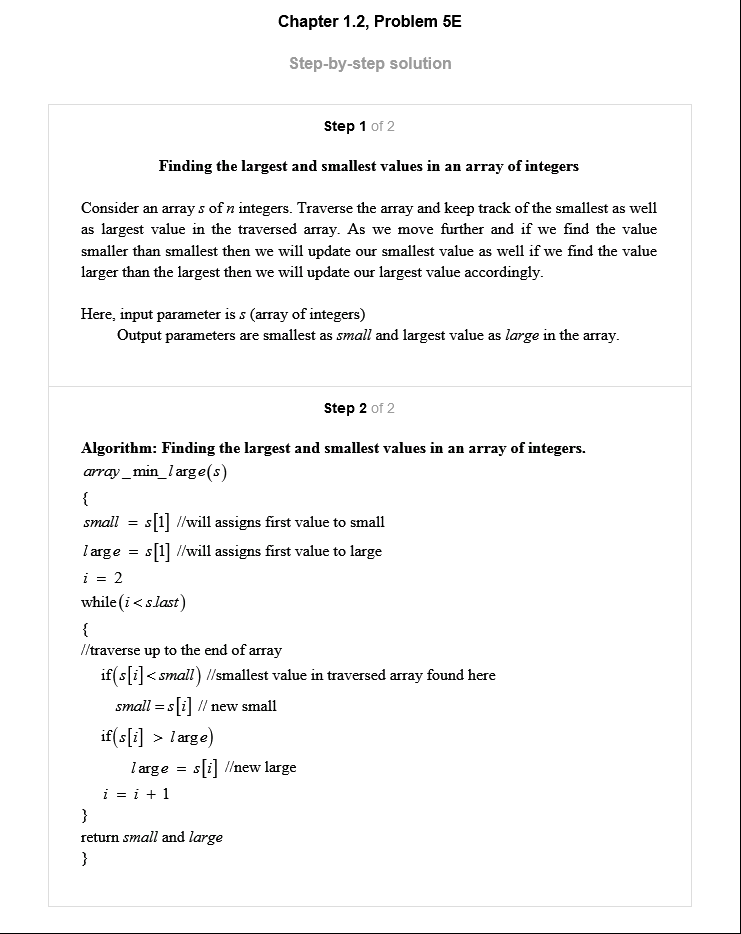 Chapter 1.2, Problem 5E
Step-by-step solution
Step 1 of 2
Finding the largest and smallest values in an array of integers
Consider an array s of n integers. Traverse the array and keep track of the smallest as well
as largest value in the traversed array. As we move further and if we find the value
smaller than smallest then we will update our smallest value as well if we find the value
larger than the largest then we will update our largest value accordingly.
Here, input parameter is s (array of integers)
Output parameters are smallest as small and largest value as large in the array.
Step 2 of 2
Algorithm: Finding the largest and smallest values in an array of integers.
array_min_large(s)
{
small = s[1] //will assigns first value to small
large = s[1] //will assigns first value to large
i = 2
while(i < s.last)
{
//traverse up to the end of array
if(s[i] < small) //smallest value in traversed array found here
small = s[i] // new small
if(s[i] > large)
large = s[i] //new large
i = i + 1
}
return small and large
}